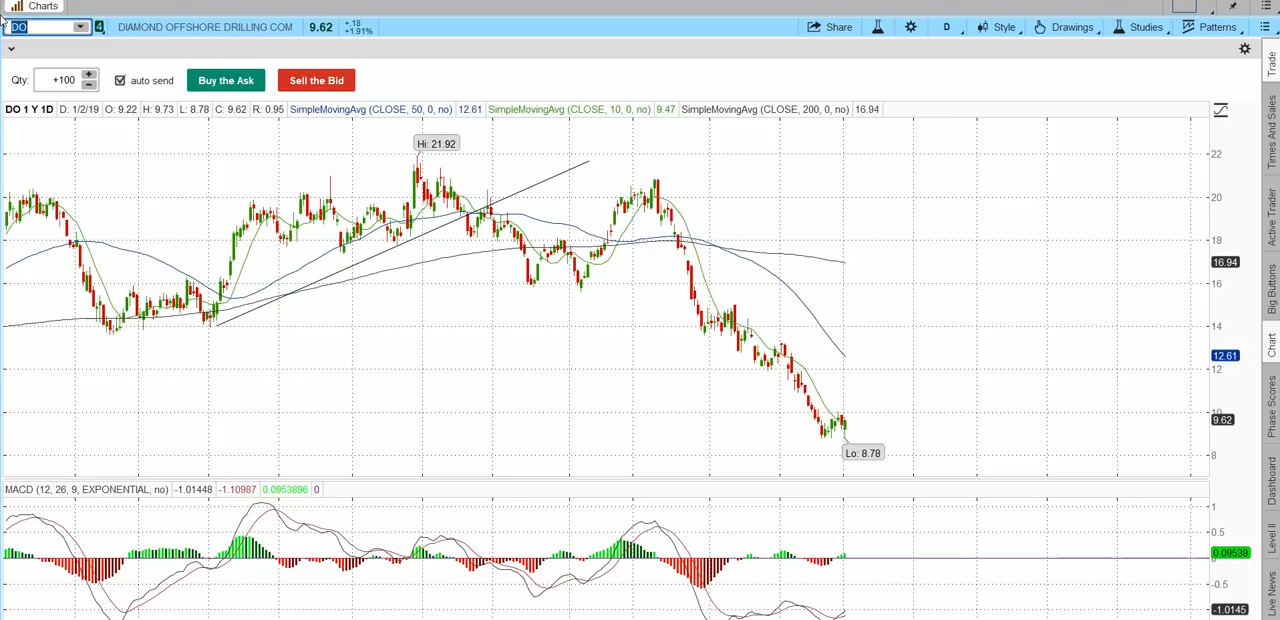 Charts
DO 4 DIAMOND OFFSHORE DRILLING COM 9.62 +.18 +1.91% Share D Style Drawings Studies Patterns
Qty: +100 auto send Buy the Ask Sell the Bid
DO 1 Y 1D D: 1/2/19 O: 9.22 H: 9.73 L: 8.78 C: 9.62 R: 0.95 SimpleMovingAvg (CLOSE, 50, 0, no) 12.61 SimpleMovingAvg (CLOSE, 10, 0, no) 9.47 SimpleMovingAvg (CLOSE, 200, 0, no) 16.94
Hi: 21.92
22
20
18
16.94
16
14
12.61
12
10
9.62
Lo: 8.78
8
MACD (12, 26, 9, EXPONENTIAL, no) -1.01448 -1.10987 0.0953896 0
1
0.5
0.09539
0
-0.5
-1.0145
Trade
Times And Sales
Active Trader
Big Buttons
Chart
Phase Scores
Dashboard
Level II
Live News